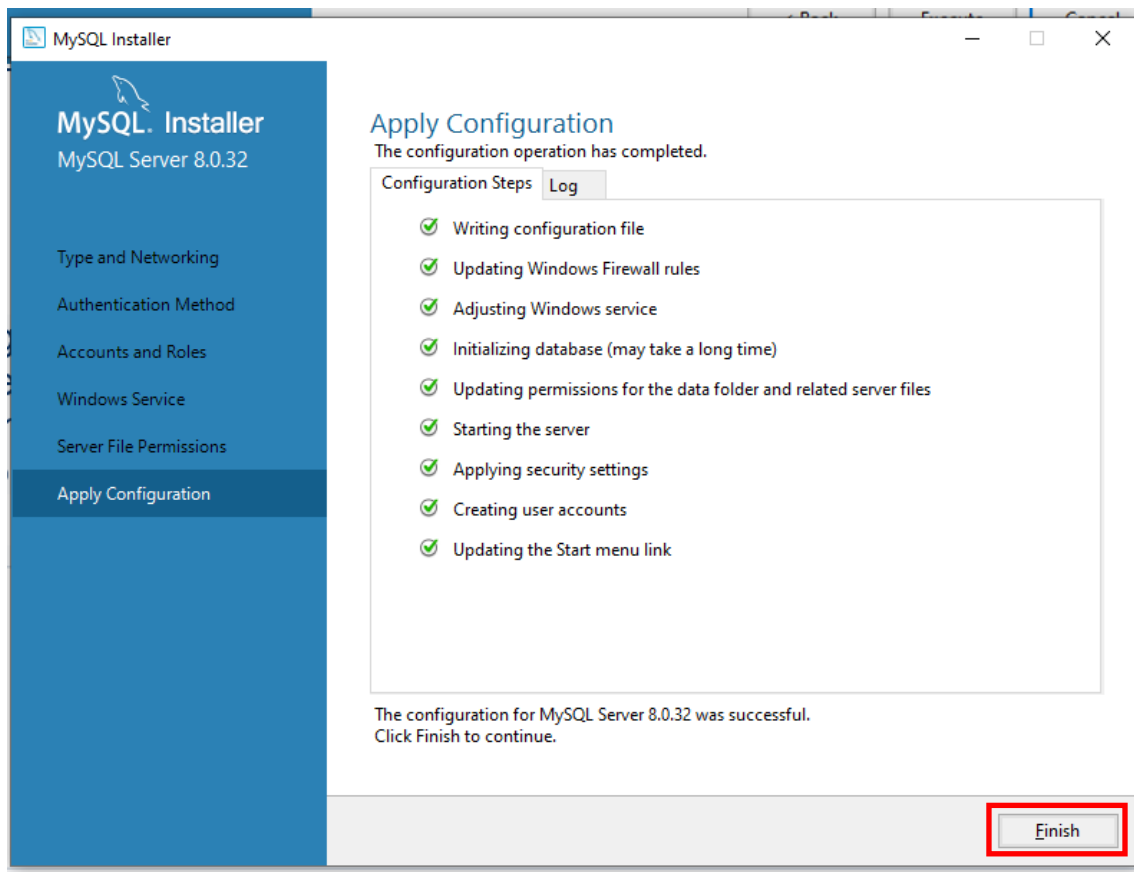 MySQL Installer
MySQL. Installer
MySQL Server 8.0.32
Type and Networking
Authentication Method
Accounts and Roles
Windows Service
Server File Permissions
Apply Configuration
Apply Configuration
The configuration operation has completed.
Configuration Steps Log
Writing configuration file
Updating Windows Firewall rules
Adjusting Windows service
Initializing database (may take a long time)
Updating permissions for the data folder and related server files
Starting the server
Applying security settings
Creating user accounts
Updating the Start menu link
The configuration for MySQL Server 8.0.32 was successful.
Click Finish to continue.
Finish